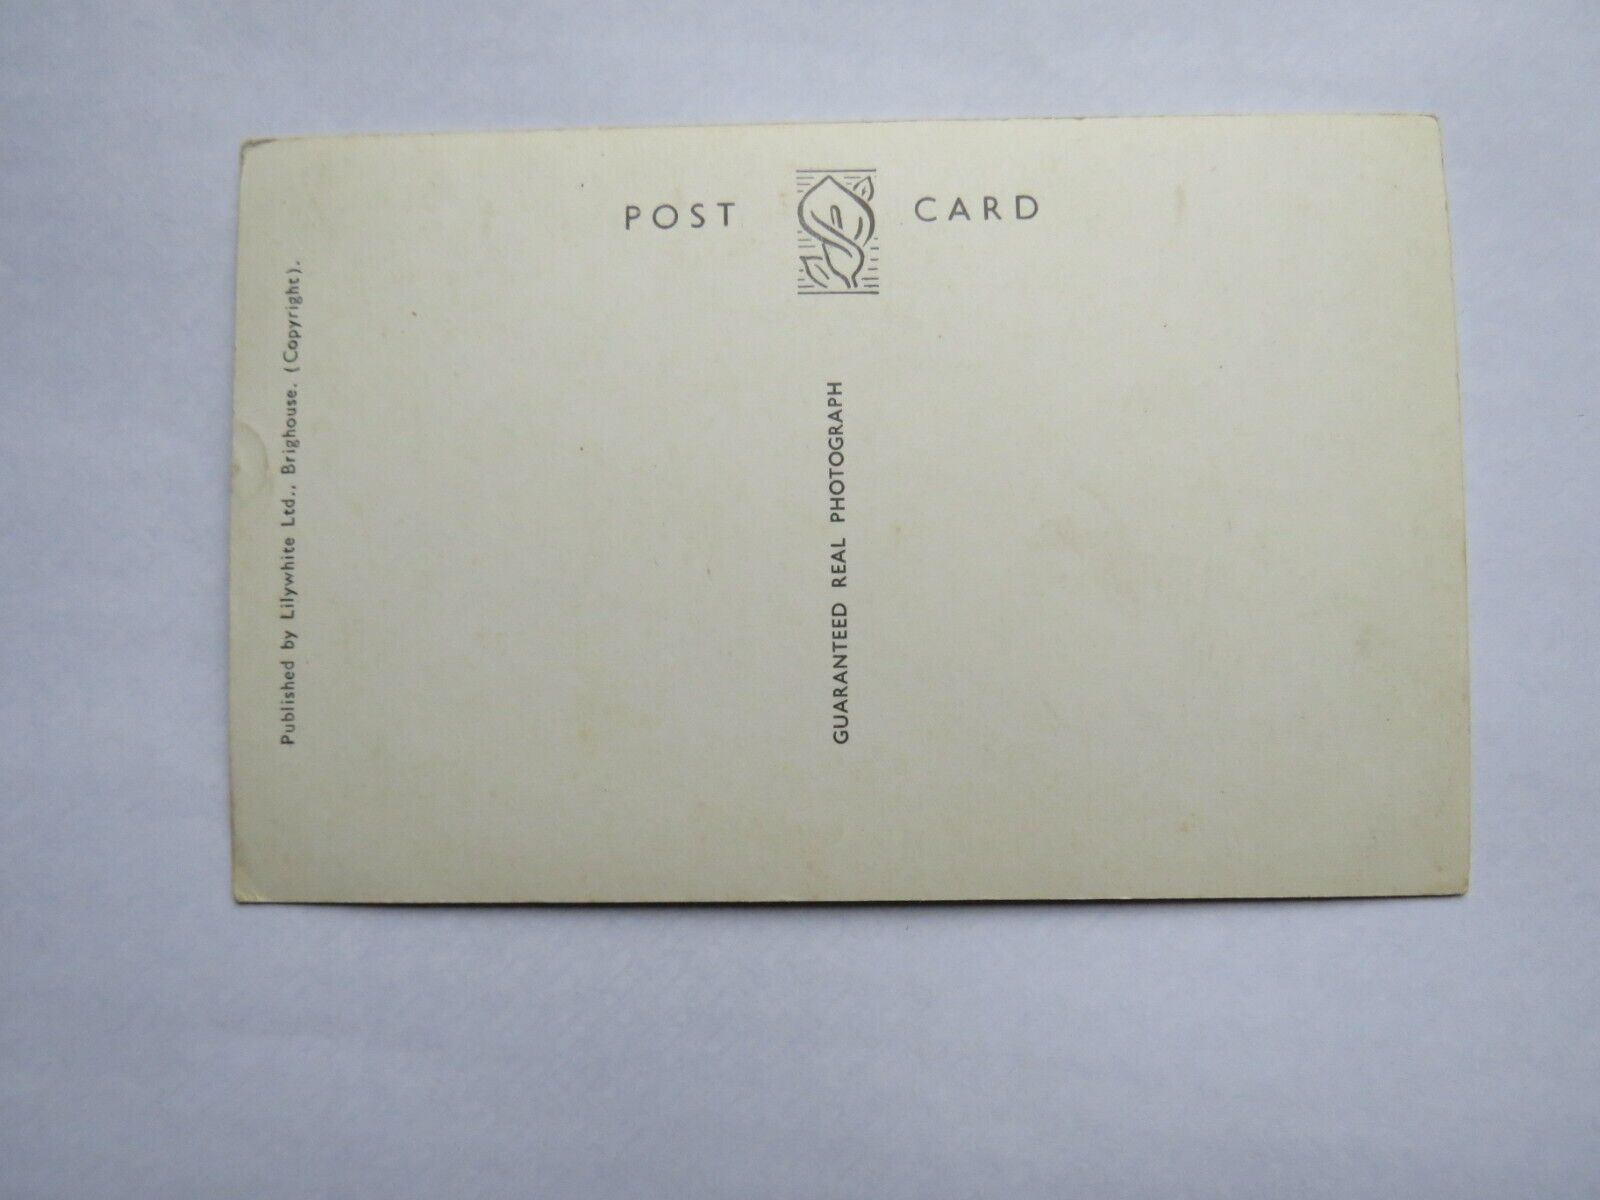 POST CARD
Published by Lilywhite Ltd., Brighouse. (Copyright).
GUARANTEED REAL PHOTOGRAPH